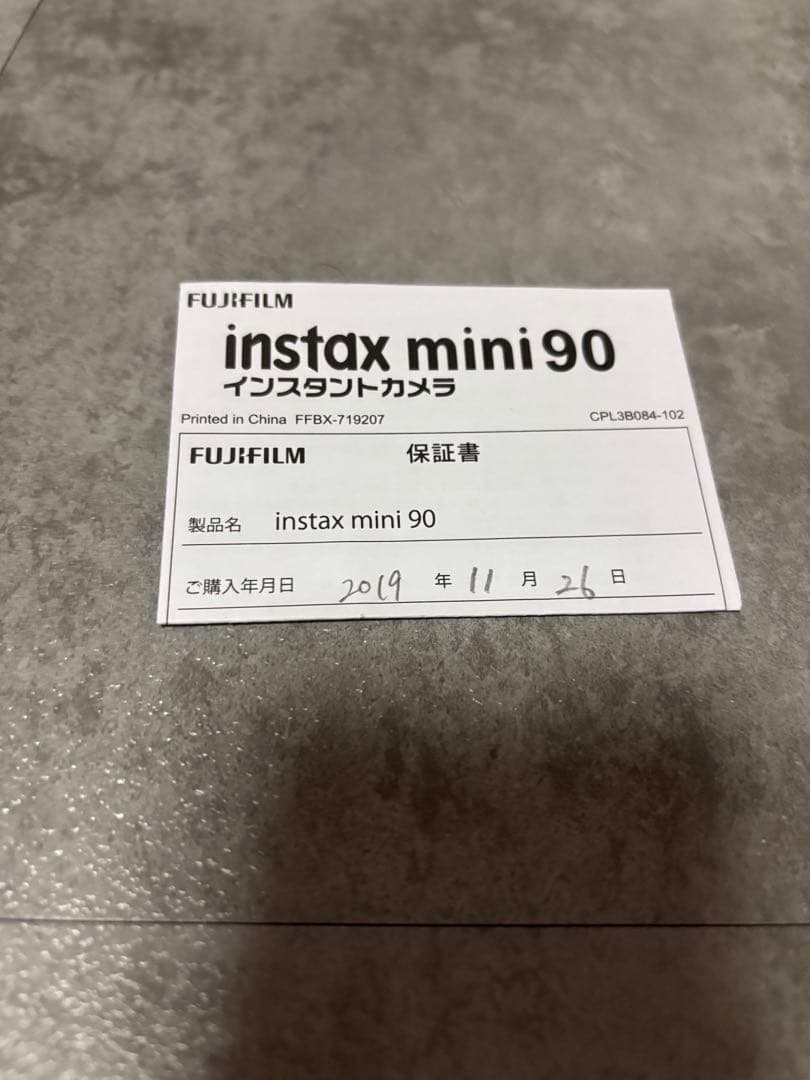 FUJIFILM
instax mini 90
インスタントカメラ
Printed in China FFBX-719207 CPL3B084-102
FUJIFILM 保証書
製品名 instax mini 90
ご購入年月日 2019 年 11 月 26 日